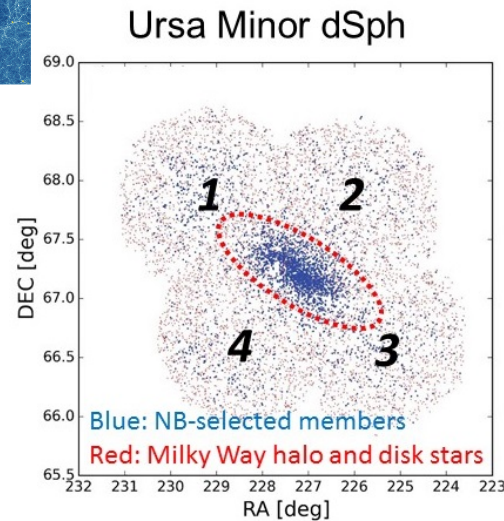 Ursa Minor dSph
69.0
68.5
68.0
67.5
67.0
66.5
66.0
65.5
DEC [deg]
1
2
3
4
Blue: NB-selected members
Red: Milky Way halo and disk stars
232 231 230 229 228 227 226 225 224 223
RA [deg]